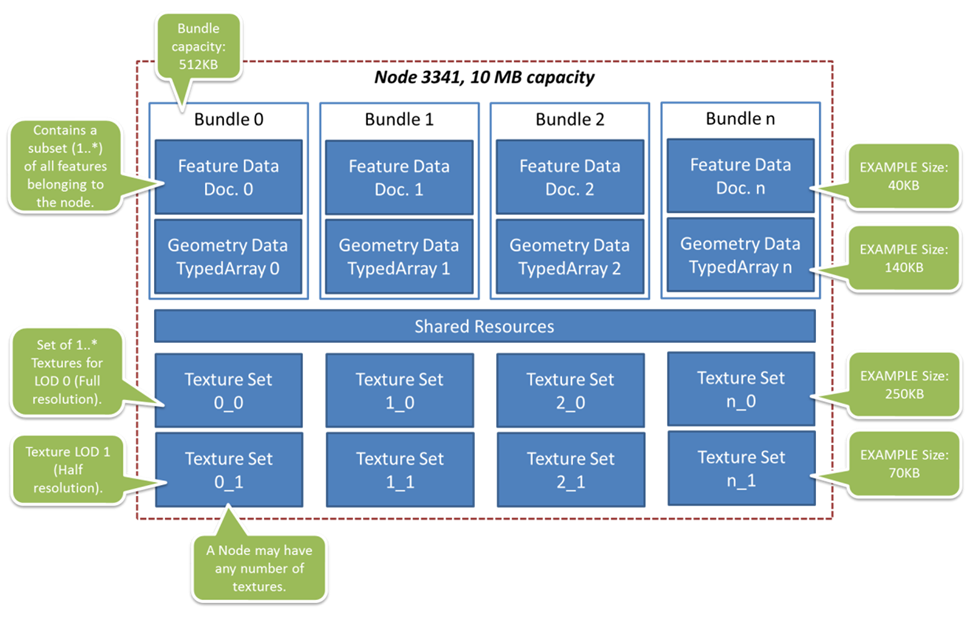 Bundle
capacity:
512KB
Node 3341, 10 MB capacity
Contains a
subset (1..*)
of all features
belonging to
the node.
Bundle 0
Bundle 1
Bundle 2
Bundle n
Feature Data
Doc. 0
Feature Data
Doc. 1
Feature Data
Doc. 2
Feature Data
Doc. n
EXAMPLE Size:
40KB
Geometry Data
TypedArray 0
Geometry Data
TypedArray 1
Geometry Data
TypedArray 2
Geometry Data
TypedArray n
EXAMPLE Size:
140KB
Shared Resources
Set of 1..*
Textures for
LOD 0 (Full
resolution).
Texture Set
0_0
Texture Set
1_0
Texture Set
2_0
Texture Set
n_0
EXAMPLE Size:
250KB
Texture LOD 1
(Half
resolution).
Texture Set
0_1
Texture Set
1_1
Texture Set
2_1
Texture Set
n_1
EXAMPLE Size:
70KB
A Node may have
any number of
textures.